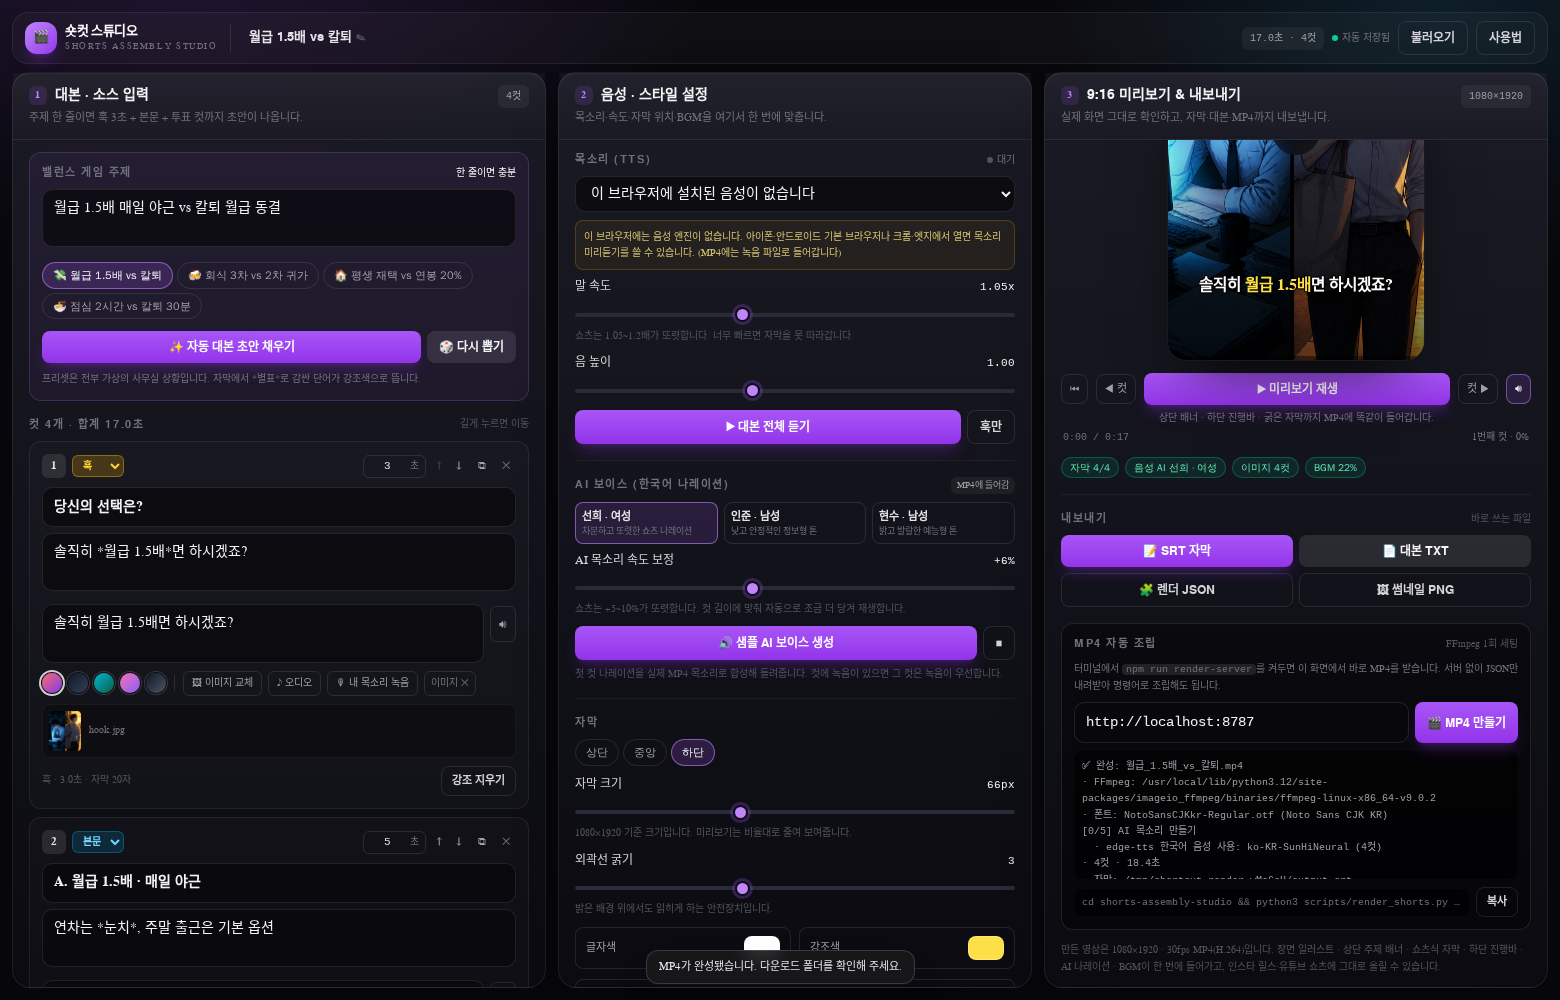 숏컷 스튜디오
SHORTS ASSEMBLY STUDIO
월급 1.5배 vs 칼퇴
17.0초 · 4컷
자동 저장됨
불러오기
사용법
1 대본 · 소스 입력
4컷
주제 한 줄이면 훅 3초 + 본문 + 투표 컷까지 초안이 나옵니다.
밸런스 게임 주제
한 줄이면 충분
월급 1.5배 매일 야근 vs 칼퇴 월급 동결
💸 월급 1.5배 vs 칼퇴
🍻 회식 3차 vs 2차 귀가
🏠 평생 재택 vs 연봉 20%
🍜 점심 2시간 vs 칼퇴 30분
✨ 자동 대본 초안 채우기
🎲 다시 뽑기
프리셋은 전부 가상의 사무실 상황입니다. 자막에서 *별표*로 감싼 단어가 강조색으로 뜹니다.
컷 4개 · 합계 17.0초
길게 누르면 이동
1
훅
3 초
↑ ↓ ⧉ ✕
당신의 선택은?
솔직히 *월급 1.5배*면 하시겠죠?
솔직히 월급 1.5배면 하시겠죠?
🖼 이미지 교체
♪ 오디오
🎙 내 목소리 녹음
이미지 ✕
hook.jpg
훅 · 3.0초 · 자막 20자
강조 지우기
2
본문
5 초
↑ ↓ ⧉ ✕
A. 월급 1.5배 · 매일 야근
연차는 *눈치*, 주말 출근은 기본 옵션
2 음성 · 스타일 설정
목소리·속도·자막 위치·BGM을 여기서 한 번에 맞춥니다.
목소리 (TTS)
대기
이 브라우저에 설치된 음성이 없습니다
이 브라우저에는 음성 엔진이 없습니다. 아이폰·안드로이드 기본 브라우저나 크롬·엣지에서 열면 목소리
미리듣기를 쓸 수 있습니다. (MP4에는 녹음 파일로 들어갑니다)
말 속도
1.05x
쇼츠는 1.05~1.2배가 또렷합니다. 너무 빠르면 자막을 못 따라갑니다.
음 높이
1.00
▶ 대본 전체 듣기
훅만
AI 보이스 (한국어 나레이션)
MP4에 들어감
선희 · 여성
차분하고 또렷한 쇼츠 나레이션
인준 · 남성
낮고 안정적인 정보형 톤
현수 · 남성
밝고 발랄한 예능형 톤
AI 목소리 속도 보정
+6%
쇼츠는 +5~10%가 또렷합니다. 컷 길이에 맞춰 자동으로 조금 더 당겨 재생합니다.
🔊 샘플 AI 보이스 생성
■
첫 컷 나레이션을 실제 MP4 목소리로 합성해 들려줍니다. 컷에 녹음이 있으면 그 컷은 녹음이 우선합니다.
자막
상단
중앙
하단
자막 크기
66px
1080×1920 기준 크기입니다. 미리보기는 비율대로 줄여 보여줍니다.
외곽선 굵기
3
밝은 배경 위에서도 읽히게 하는 안전장치입니다.
글자색
강조색
MP4가 완성됐습니다. 다운로드 폴더를 확인해 주세요.
3 9:16 미리보기 & 내보내기
1080×1920
실제 화면 그대로 확인하고, 자막·대본·MP4까지 내보냅니다.
솔직히 월급 1.5배면 하시겠죠?
⏮
◀ 컷
▶ 미리보기 재생
컷 ▶
🔊
상단 배너 · 하단 진행바 · 굵은 자막까지 MP4에 똑같이 들어갑니다.
0:00 / 0:17
1번째 컷 · 0%
자막 4/4
음성 AI 선희 · 여성
이미지 4컷
BGM 22%
내보내기
바로 쓰는 파일
📝 SRT 자막
📄 대본 TXT
🧩 렌더 JSON
🖼 썸네일 PNG
MP4 자동 조립
FFmpeg 1회 세팅
터미널에서 npm run render-server를 켜두면 이 화면에서 바로 MP4를 받습니다. 서버 없이 JSON만
내려받아 명령어로 조립해도 됩니다.
http://localhost:8787
🎬 MP4 만들기
✅ 완성: 월급_1.5배_vs_칼퇴.mp4
· FFmpeg: /usr/local/lib/python3.12/site-
packages/imageio_ffmpeg/binaries/ffmpeg-linux-x86_64-v9.0.2
· 폰트: NotoSansCJKkr-Regular.otf (Noto Sans CJK KR)
[0/5] AI 목소리 만들기
· edge-tts 한국어 음성 사용: ko-KR-SunHiNeural (4컷)
· 4컷 · 18.4초
cd shorts-assembly-studio && python3 scripts/render_shorts.py …
복사
만든 영상은 1080×1920 · 30fps MP4(H.264)입니다. 장면 일러스트 · 상단 주제 배너 · 쇼츠식 자막 · 하단 진행바 ·
AI 나레이션 · BGM이 한 번에 들어가고, 인스타 릴스·유튜브 쇼츠에 그대로 올릴 수 있습니다.